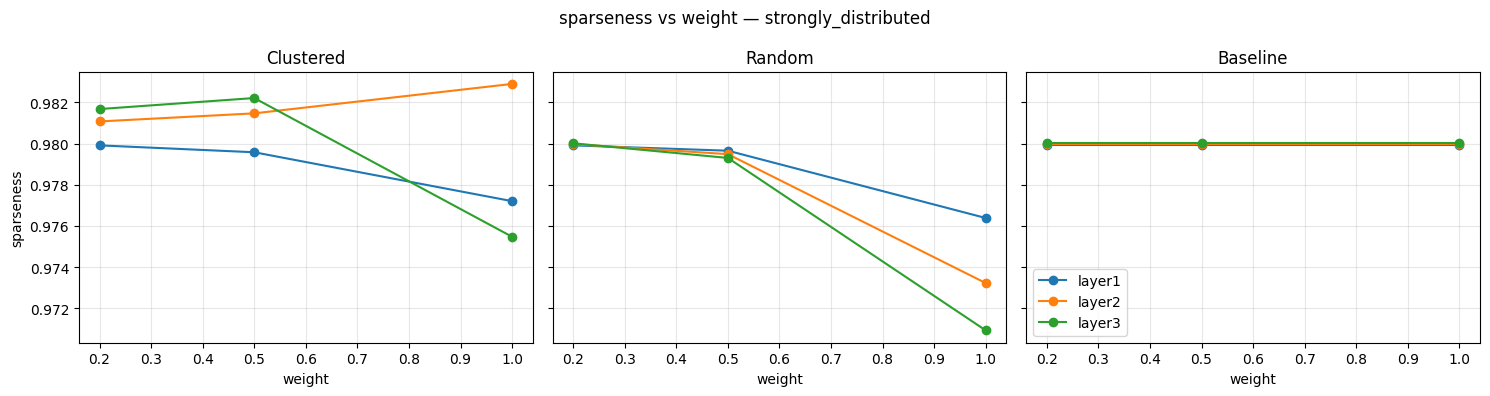 sparseness vs weight — strongly_distributed
Clustered
Random
Baseline
sparseness
0.982
0.980
0.978
0.976
0.974
0.972
0.2 0.3 0.4 0.5 0.6 0.7 0.8 0.9 1.0
weight
0.2 0.3 0.4 0.5 0.6 0.7 0.8 0.9 1.0
weight
layer1
layer2
layer3
0.2 0.3 0.4 0.5 0.6 0.7 0.8 0.9 1.0
weight